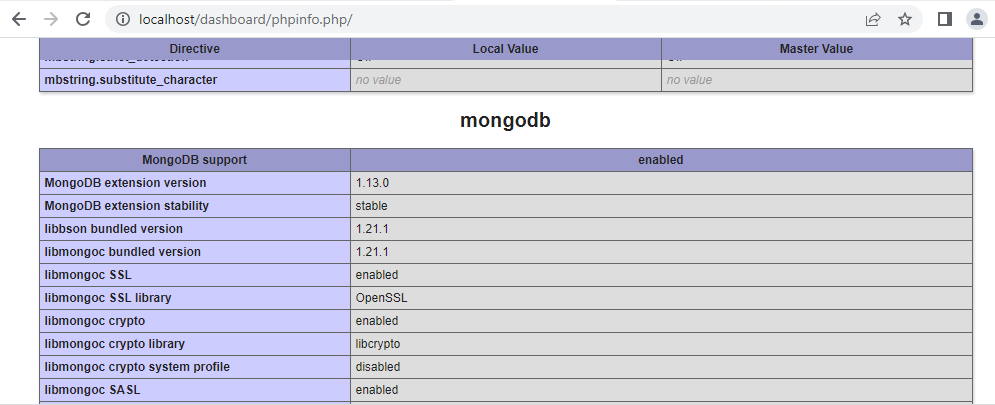 localhost/dashboard/phpinfo.php/
Directive Local Value Master Value
mbstring.substitute_character no value no value
mongodb
MongoDB support enabled
MongoDB extension version 1.13.0
MongoDB extension stability stable
libbson bundled version 1.21.1
libmongoc bundled version 1.21.1
libmongoc SSL enabled
libmongoc SSL library OpenSSL
libmongoc crypto enabled
libmongoc crypto library libcrypto
libmongoc crypto system profile disabled
libmongoc SASL enabled